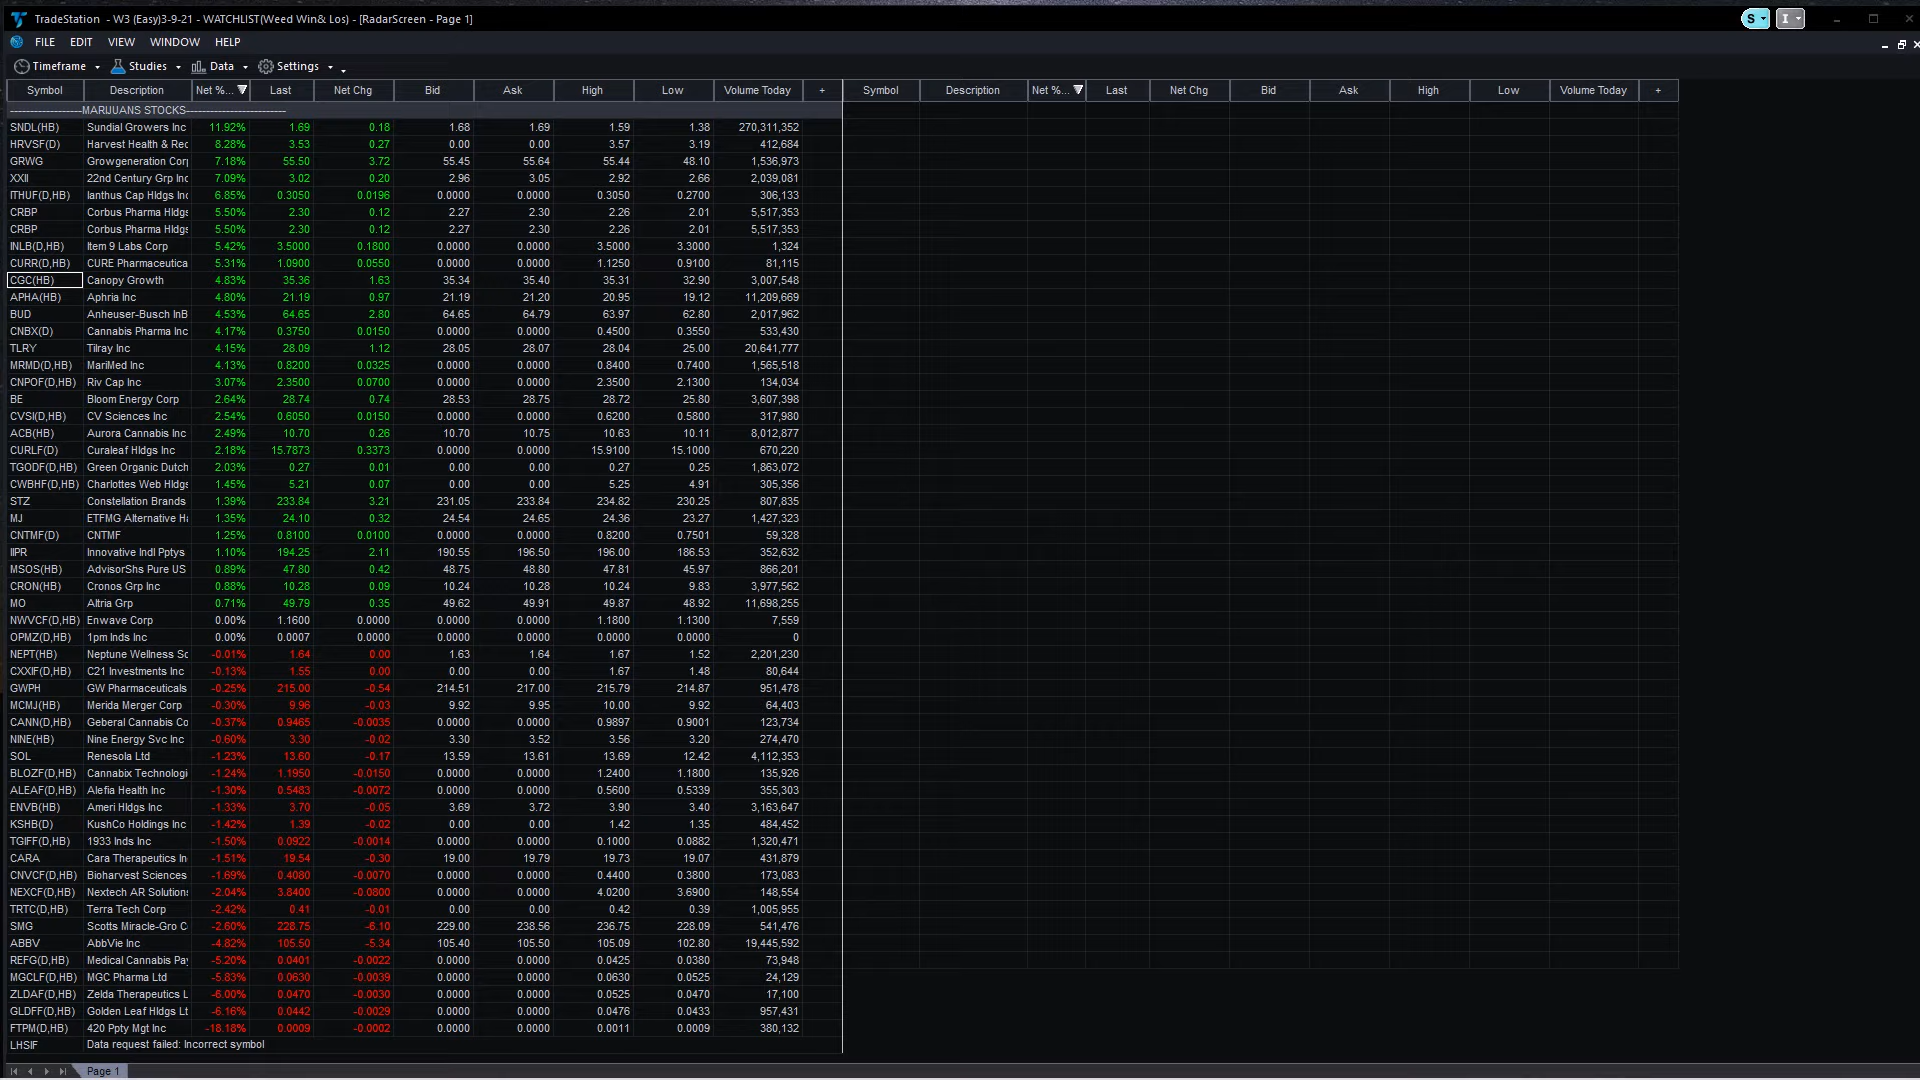 TradeStation - W3 (Easy)3-9-21 - WATCHLIST(Weed Win& Los) - [RadarScreen - Page 1]
S I
FILE EDIT VIEW WINDOW HELP
Timeframe Studies Data Settings
Symbol Description Net %... Last Net Chg Bid Ask High Low Volume Today + Symbol Description Net %... Last Net Chg Bid Ask High Low Volume Today +
--------------------MARIJUANS STOCKS----------------------------
SNDL(HB) Sundial Growers Inc 11.92% 1.69 0.18 1.68 1.69 1.59 1.38 270,311,352
HRVSF(D) Harvest Health & Rec 8.28% 3.53 0.27 0.00 0.00 3.57 3.19 412,684
GRWG Growgeneration Corp 7.18% 55.50 3.72 55.45 55.64 55.44 48.10 1,536,973
XXII 22nd Century Grp Inc 7.09% 3.02 0.20 2.96 3.05 2.92 2.66 2,039,081
ITHUF(D,HB) Ianthus Cap Hldgs Inc 6.85% 0.3050 0.0196 0.0000 0.0000 0.3050 0.2700 306,133
CRBP Corbus Pharma Hldgs 5.50% 2.30 0.12 2.27 2.30 2.26 2.01 5,517,353
CRBP Corbus Pharma Hldgs 5.50% 2.30 0.12 2.27 2.30 2.26 2.01 5,517,353
INLB(D,HB) Item 9 Labs Corp 5.42% 3.5000 0.1800 0.0000 0.0000 3.5000 3.3000 1,324
CURR(D,HB) CURE Pharmaceutica 5.31% 1.0900 0.0550 0.0000 0.0000 1.1250 0.9100 81,115
CGC(HB) Canopy Growth 4.83% 35.36 1.63 35.34 35.40 35.31 32.90 3,007,548
APHA(HB) Aphria Inc 4.80% 21.19 0.97 21.19 21.20 20.95 19.12 11,209,669
BUD Anheuser-Busch InB 4.53% 64.65 2.80 64.65 64.79 63.97 62.80 2,017,962
CNBX(D) Cannabis Pharma Inc 4.17% 0.3750 0.0150 0.0000 0.0000 0.4500 0.3550 533,430
TLRY Tilray Inc 4.15% 28.09 1.12 28.05 28.07 28.04 25.00 20,641,777
MRMD(D,HB) MariMed Inc 4.13% 0.8200 0.0325 0.0000 0.0000 0.8400 0.7400 1,565,518
CNPOF(D,HB) Riv Cap Inc 3.07% 2.3500 0.0700 0.0000 0.0000 2.3500 2.1300 134,034
BE Bloom Energy Corp 2.64% 28.74 0.74 28.53 28.75 28.72 25.80 3,607,398
CVSI(D,HB) CV Sciences Inc 2.54% 0.6050 0.0150 0.0000 0.0000 0.6200 0.5800 317,980
ACB(HB) Aurora Cannabis Inc 2.49% 10.70 0.26 10.70 10.75 10.63 10.11 8,012,877
CURLF(D) Curaleaf Hldgs Inc 2.18% 15.7873 0.3373 0.0000 0.0000 15.9100 15.1000 670,220
TGODF(D,HB) Green Organic Dutch 2.03% 0.27 0.01 0.00 0.00 0.27 0.25 1,863,072
CWBHF(D,HB) Charlottes Web Hldgs 1.45% 5.21 0.07 0.00 0.00 5.25 4.91 305,356
STZ Constellation Brands 1.39% 233.84 3.21 231.05 233.84 234.82 230.25 807,835
MJ ETFMG Alternative Ha 1.35% 24.10 0.32 24.54 24.65 24.36 23.27 1,427,323
CNTMF(D) CNTMF 1.25% 0.8100 0.0100 0.0000 0.0000 0.8200 0.7501 59,328
IIPR Innovative Indl Pptys 1.10% 194.25 2.11 190.55 196.50 196.00 186.53 352,632
MSOS(HB) AdvisorShs Pure US 0.89% 47.80 0.42 48.75 48.80 47.81 45.97 866,201
CRON(HB) Cronos Grp Inc 0.88% 10.28 0.09 10.24 10.28 10.24 9.83 3,977,562
MO Altria Grp 0.71% 49.79 0.35 49.62 49.91 49.87 48.92 11,698,255
NWVCF(D,HB) Enwave Corp 0.00% 1.1600 0.0000 0.0000 0.0000 1.1800 1.1300 7,559
OPMZ(D,HB) 1pm Inds Inc 0.00% 0.0007 0.0000 0.0000 0.0000 0.0000 0.0000 0
NEPT(HB) Neptune Wellness So -0.01% 1.64 0.00 1.63 1.64 1.67 1.52 2,201,230
CXXIF(D,HB) C21 Investments Inc -0.13% 1.55 0.00 0.00 0.00 1.67 1.48 80,644
GWPH GW Pharmaceuticals -0.25% 215.00 -0.54 214.51 217.00 215.79 214.87 951,478
MCMJ(HB) Merida Merger Corp -0.30% 9.96 -0.03 9.92 9.95 10.00 9.92 64,403
CANN(D,HB) Geberal Cannabis Co -0.37% 0.9465 -0.0035 0.0000 0.0000 0.9897 0.9001 123,734
NINE(HB) Nine Energy Svc Inc -0.60% 3.30 -0.02 3.30 3.52 3.56 3.20 274,470
SOL Renesola Ltd -1.23% 13.60 -0.17 13.59 13.61 13.69 12.42 4,112,353
BLOZF(D,HB) Cannabix Technologi -1.24% 1.1950 -0.0150 0.0000 0.0000 1.2400 1.1800 135,926
ALEAF(D,HB) Alefia Health Inc -1.30% 0.5483 -0.0072 0.0000 0.0000 0.5600 0.5339 355,303
ENVB(HB) Ameri Hldgs Inc -1.33% 3.70 -0.05 3.69 3.72 3.90 3.40 3,163,647
KSHB(D) KushCo Holdings Inc -1.42% 1.39 -0.02 0.00 0.00 1.42 1.35 484,452
TGIFF(D,HB) 1933 Inds Inc -1.50% 0.0922 -0.0014 0.0000 0.0000 0.1000 0.0882 1,320,471
CARA Cara Therapeutics In -1.51% 19.54 -0.30 19.00 19.79 19.73 19.07 431,879
CNVCF(D,HB) Bioharvest Sciences -1.69% 0.4080 -0.0070 0.0000 0.0000 0.4400 0.3800 173,083
NEXCF(D,HB) Nextech AR Solutions -2.04% 3.8400 -0.0800 0.0000 0.0000 4.0200 3.6900 148,554
TRTC(D,HB) Terra Tech Corp -2.42% 0.41 -0.01 0.00 0.00 0.42 0.39 1,005,955
SMG Scotts Miracle-Gro C -2.60% 228.75 -6.10 229.00 238.56 236.75 228.09 541,476
ABBV AbbVie Inc -4.82% 105.50 -5.34 105.40 105.50 105.09 102.80 19,445,592
REFG(D,HB) Medical Cannabis Pay -5.20% 0.0401 -0.0022 0.0000 0.0000 0.0425 0.0380 73,948
MGCLF(D,HB) MGC Pharma Ltd -5.83% 0.0630 -0.0039 0.0000 0.0000 0.0630 0.0525 24,129
ZLDAF(D,HB) Zelda Therapeutics L -6.00% 0.0470 -0.0030 0.0000 0.0000 0.0525 0.0470 17,100
GLDFF(D,HB) Golden Leaf Hldgs Lt -6.16% 0.0442 -0.0029 0.0000 0.0000 0.0476 0.0433 957,431
FTPM(D,HB) 420 Ppty Mgt Inc -18.18% 0.0009 -0.0002 0.0000 0.0000 0.0011 0.0009 380,132
LHSIF Data request failed: Incorrect symbol
Page 1